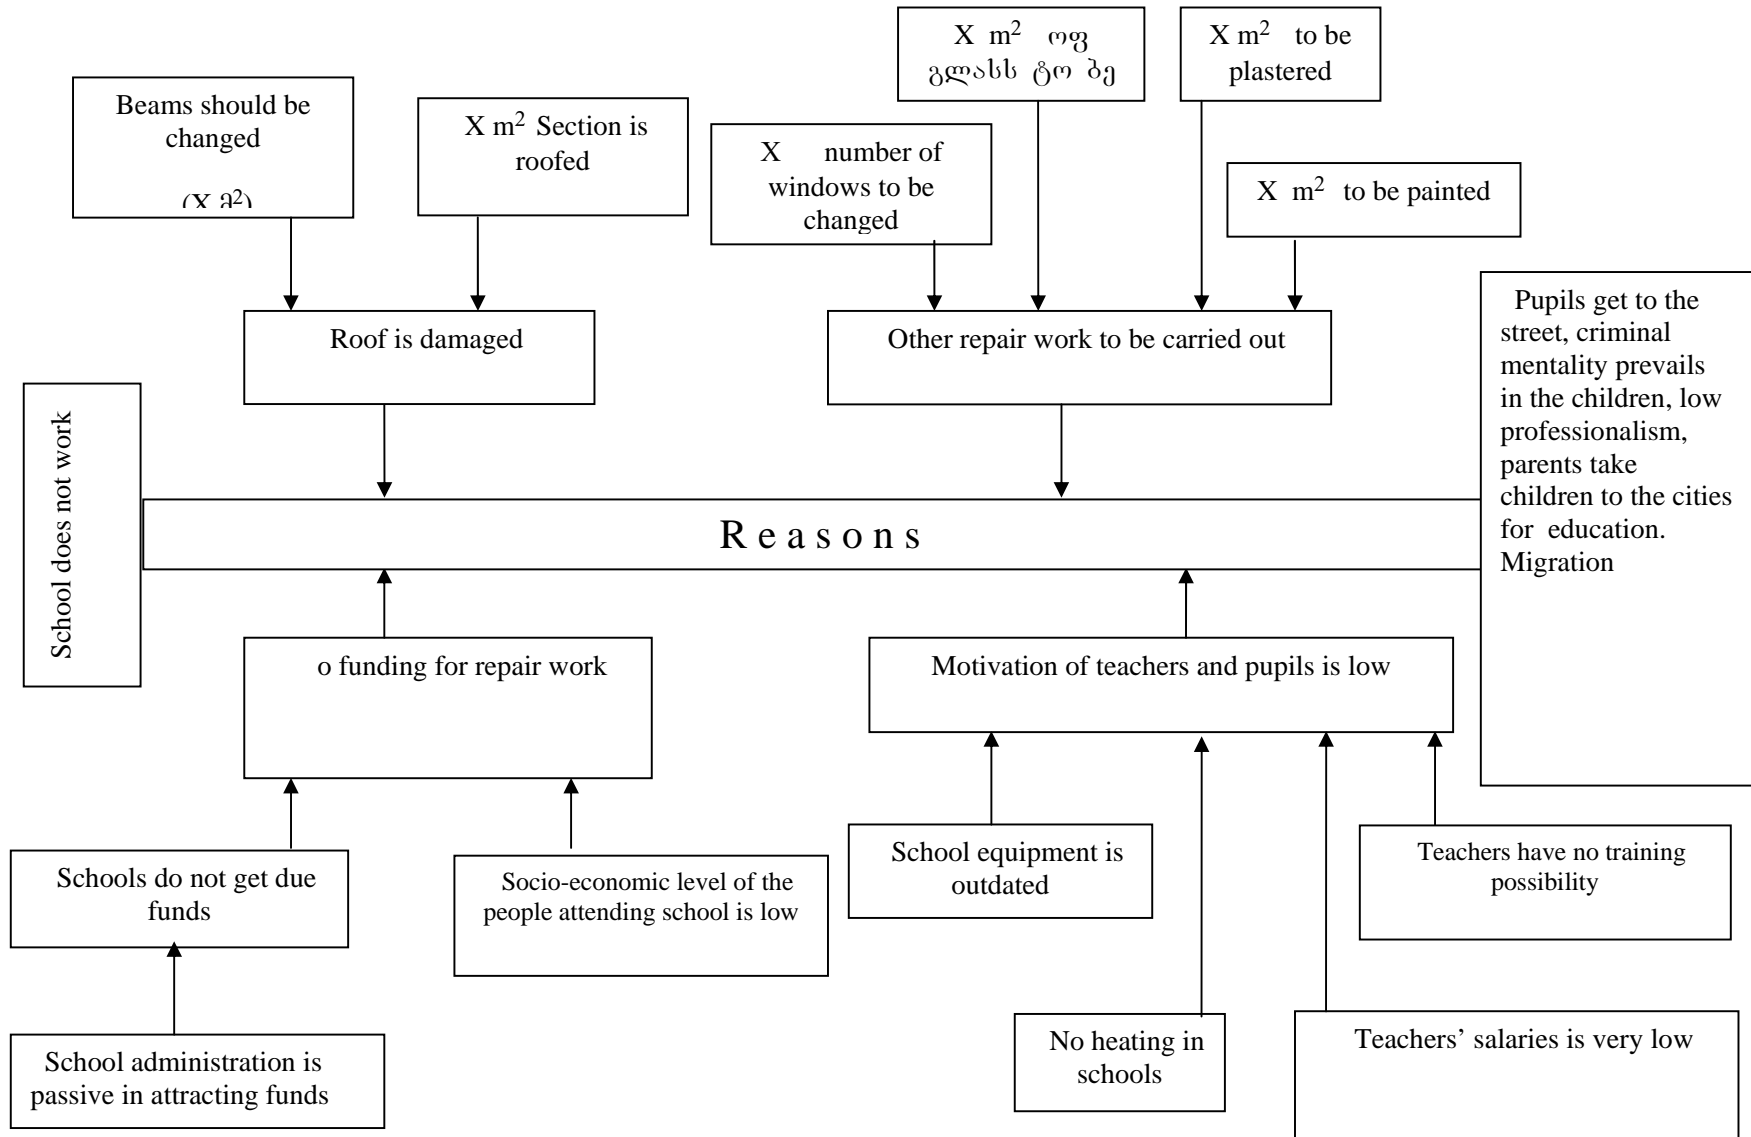 X m² ოფ
გლასს ტო ბე
X m² to be
plastered
Beams should be
changed
(X მ²)
X m² Section is
roofed
X number of
windows to be
changed
X m² to be painted
Roof is damaged
Other repair work to be carried out
Pupils get to the
street, criminal
mentality prevails
in the children, low
professionalism,
parents take
children to the cities
for education.
Migration
School does not work
Reasons
o funding for repair work
Motivation of teachers and pupils is low
Schools do not get due
funds
Socio-economic level of the
people attending school is low
School equipment is
outdated
Teachers have no training
possibility
School administration is
passive in attracting funds
No heating in
schools
Teachers’ salaries is very low